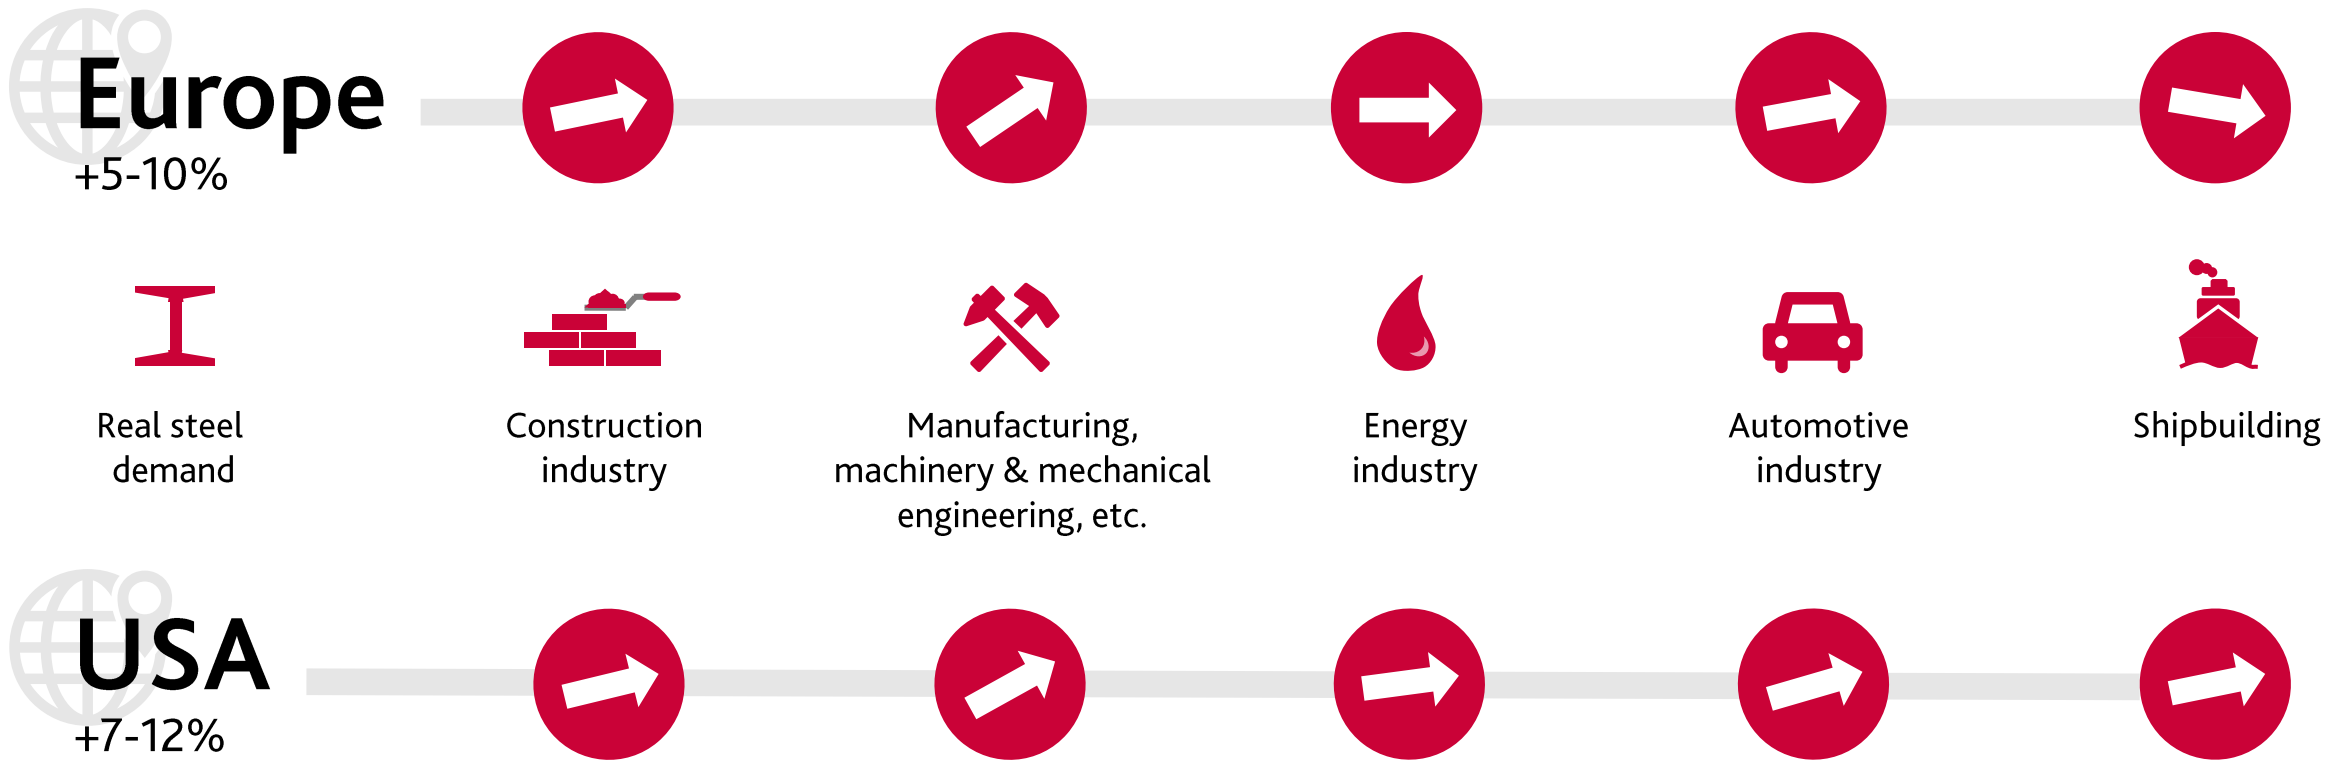 Europe
+5-10%
Real steel
demand
Construction
industry
Manufacturing,
machinery & mechanical
engineering, etc.
Energy
industry
Automotive
industry
Shipbuilding
USA
+7-12%